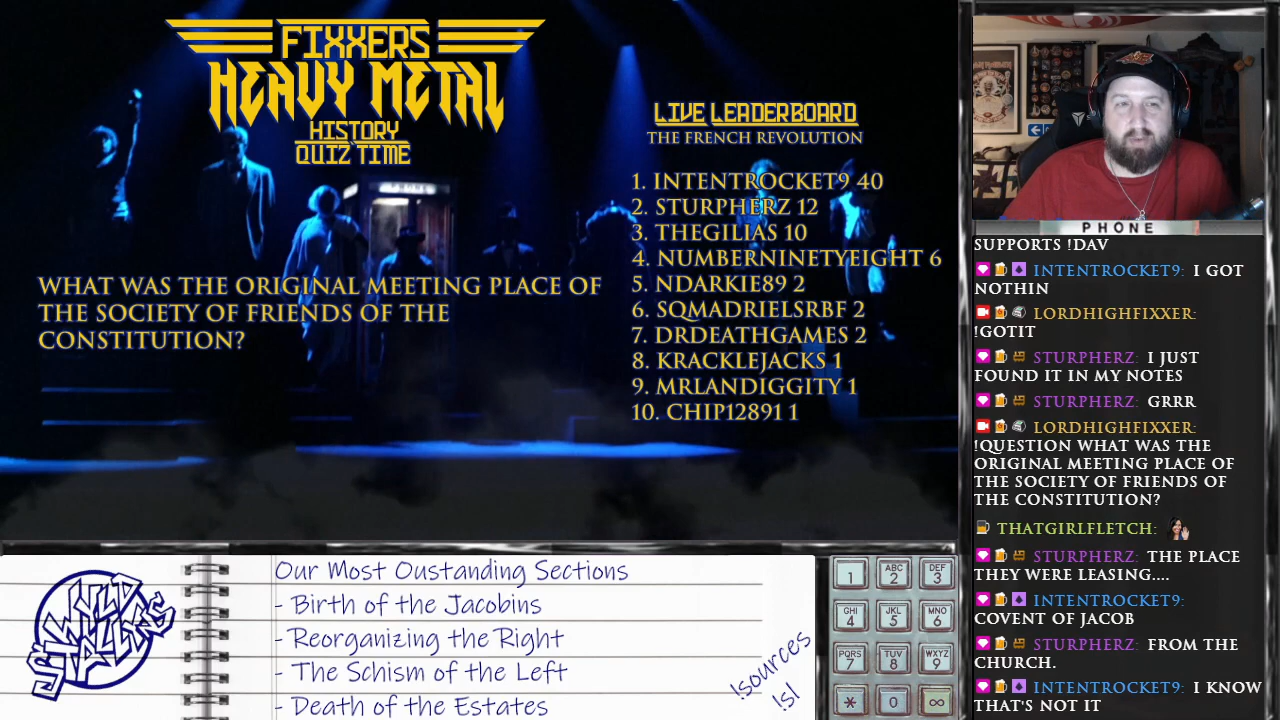 FIXXERS
HEAVY METAL
HISTORY
QUIZ TIME
WHAT WAS THE ORIGINAL MEETING PLACE OF
THE SOCIETY OF FRIENDS OF THE
CONSTITUTION?
LIVE LEADERBOARD
THE FRENCH REVOLUTION
1. INTENTROCKET9 40
2. STURPHERZ 12
3. THEGILIAS 10
4. NUMBERNINETYEIGHT 6
5. NDARKIE89 2
6. SQMADRIELSRBF 2
7. DRDEATHGAMES 2
8. KRACKLEJACKS 1
9. MRLANDIGGITY 1
10. CHIP12891 1
PHONE
PHONE
SUPPORTS !DAV
INTENTROCKET9: I GOT
NOTHIN
LORDHIGHFIXXER:
!GOTIT
STURPHERZ: I JUST
FOUND IT IN MY NOTES
STURPHERZ: GRRR
LORDHIGHFIXXER:
!QUESTION WHAT WAS THE
ORIGINAL MEETING PLACE OF
THE SOCIETY OF FRIENDS OF
THE CONSTITUTION?
THATGIRLFLETCH:
STURPHERZ: THE PLACE
THEY WERE LEASING....
INTENTROCKET9:
COVENT OF JACOB
STURPHERZ: FROM THE
CHURCH.
INTENTROCKET9: I KNOW
THAT'S NOT IT
WYLD
STALLYNS
Our Most Oustanding Sections
- Birth of the Jacobins
- Reorganizing the Right
- The Schism of the Left
- Death of the Estates
!sources
!sl
1 ABC 2 DEF 3
GHI 4 JKL 5 MNO 6
PQRS 7 TUV 8 WXYZ 9
* 0 ∞